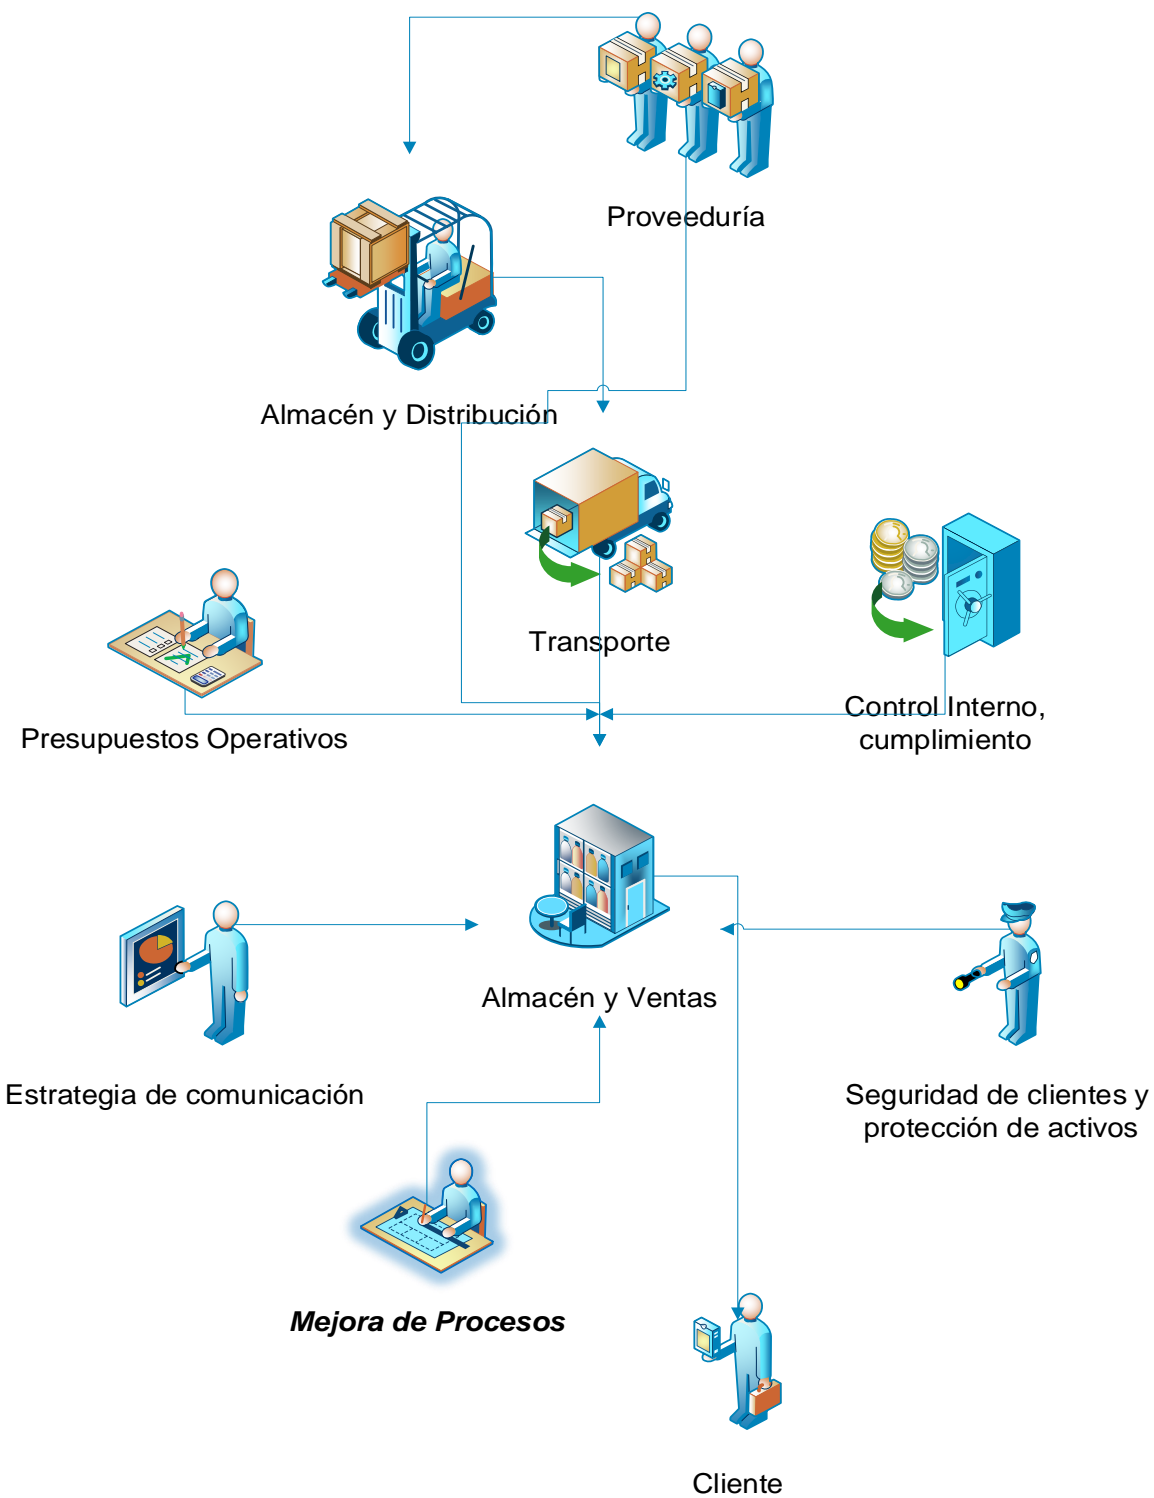 Proveeduría
Almacén y Distribución
Transporte
Control Interno,
cumplimiento
Presupuestos Operativos
Almacén y Ventas
Estrategia de comunicación
Seguridad de clientes y
protección de activos
Mejora de Procesos
Cliente